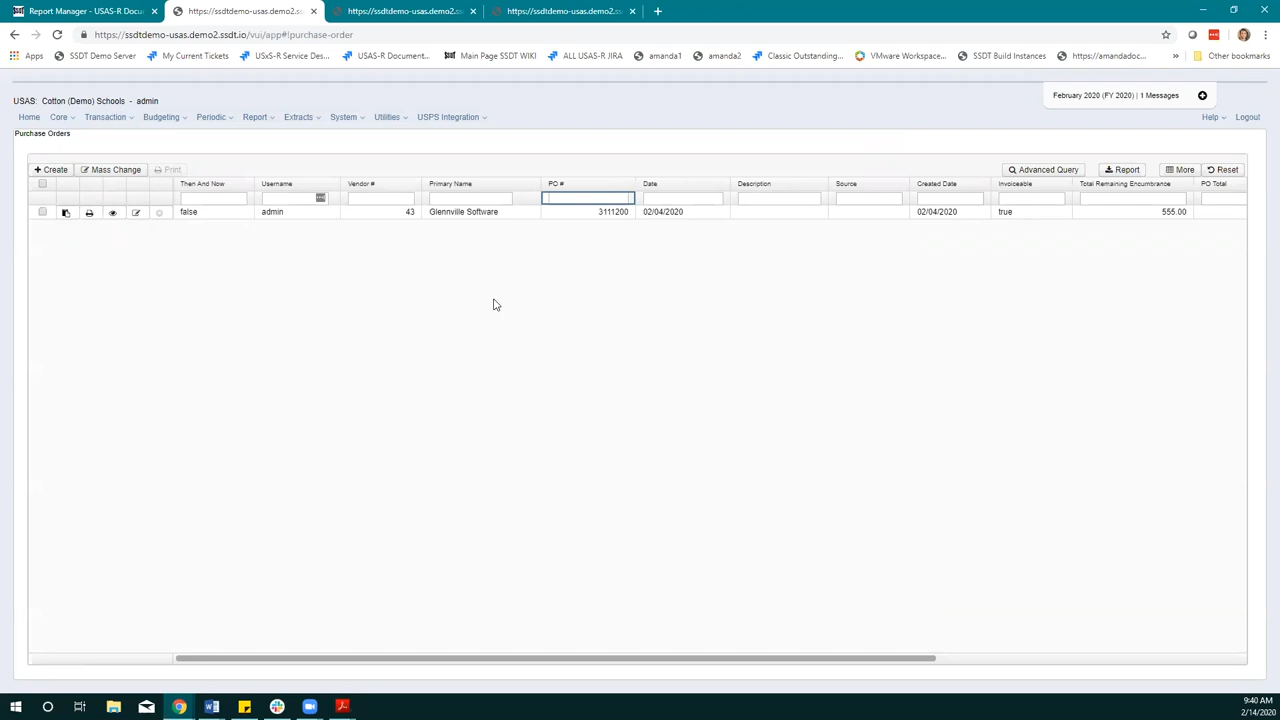 Report Manager - USAS-R Docu
https://ssdtdemo-usas.demo2.ssd
https://ssdtdemo-usas.demo2.ss
https://ssdtdemo-usas.demo2.ss
https://ssdtdemo-usas.demo2.ssdt.io/vui/app#!purchase-order
Apps SSDT Demo Server My Current Tickets USxS Service Des... USAS-R Document... Main Page SSDT WIKI ALL USAS-R JIRA amanda1 amanda2 Classic Outstanding... VMware Workspace... SSDT Build Instances https://amandadoc... » Other bookmarks
February 2020 (FY 2020) | 1 Messages
USAS: Cotton (Demo) Schools - admin
Home Core Transaction Budgeting Periodic Report Extracts System Utilities USPS Integration Help Logout
Purchase Orders
Create Mass Change Print Advanced Query Report More Reset
Then And Now Username Vendor # Primary Name PO # Date Description Source Created Date Invoiceable Total Remaining Encumbrance PO Total
false admin 43 Glennville Software 3111200 02/04/2020 02/04/2020 true 555.00
9:40 AM
2/14/2020